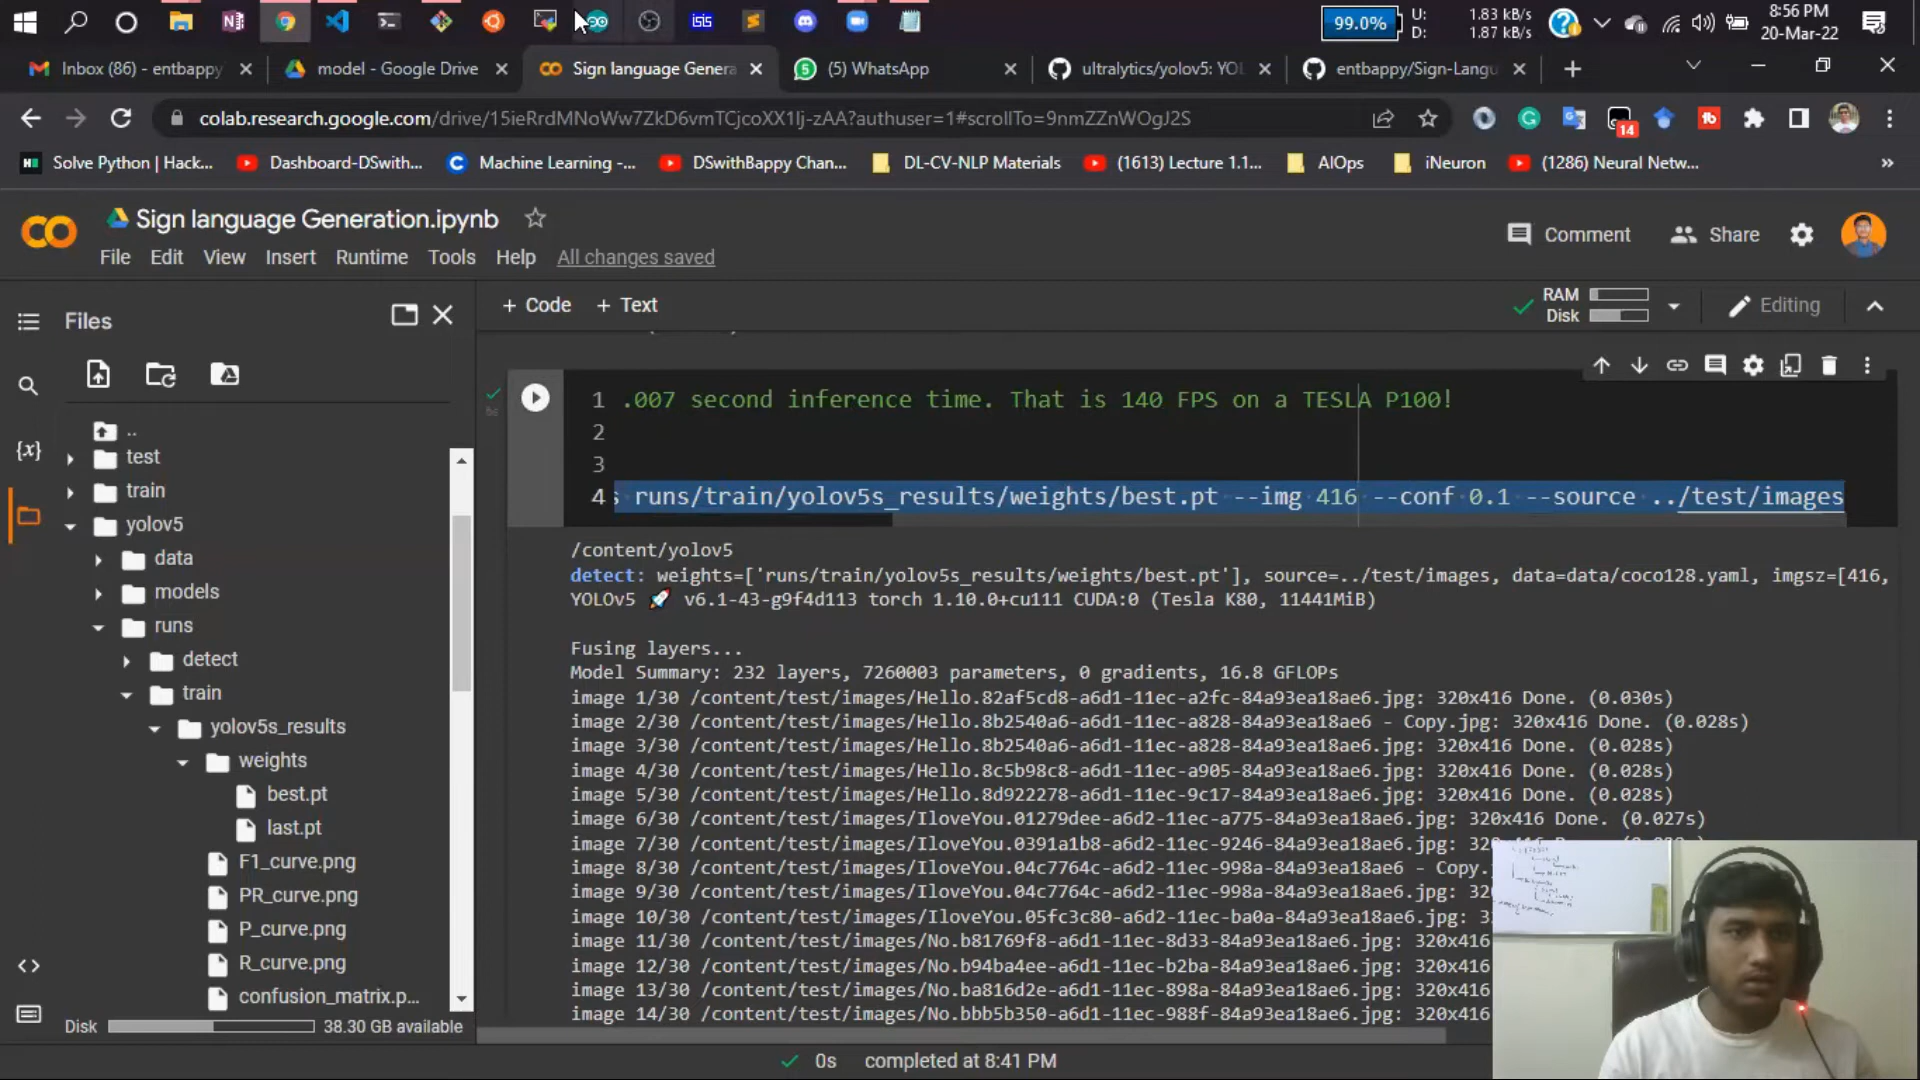 99.0%
U: 1.83 kB/s
D: 1.87 kB/s
8:56 PM
20-Mar-22
Inbox (86) - entbappy
model - Google Drive
Sign language Genera
(5) WhatsApp
ultralytics/yolov5: YOL
entbappy/Sign-Langu
colab.research.google.com/drive/15ieRrdMNoWw7ZkD6vmTCjcoXX1Ij-zAA?authuser=1#scrollTo=9nmZZnWOgJ2S
14
Solve Python | Hack...
Dashboard-DSwith...
Machine Learning -...
DSwithBappy Chan...
DL-CV-NLP Materials
(1613) Lecture 1.1...
AIOps
iNeuron
(1286) Neural Netw...
Sign language Generation.ipynb
Comment
Share
File Edit View Insert Runtime Tools Help All changes saved
Files
+ Code + Text
RAM
Disk
Editing
..
test
train
yolov5
data
models
runs
detect
train
yolov5s_results
weights
best.pt
last.pt
F1_curve.png
PR_curve.png
P_curve.png
R_curve.png
confusion_matrix.p...
Disk 38.30 GB available
1 .007 second inference time. That is 140 FPS on a TESLA P100!
2
3
4 s runs/train/yolov5s_results/weights/best.pt --img 416 --conf 0.1 --source ../test/images
/content/yolov5
detect: weights=['runs/train/yolov5s_results/weights/best.pt'], source=../test/images, data=data/coco128.yaml, imgsz=[416,
YOLOv5 🚀 v6.1-43-g9f4d113 torch 1.10.0+cu111 CUDA:0 (Tesla K80, 11441MiB)
Fusing layers...
Model Summary: 232 layers, 7260003 parameters, 0 gradients, 16.8 GFLOPs
image 1/30 /content/test/images/Hello.82af5cd8-a6d1-11ec-a2fc-84a93ea18ae6.jpg: 320x416 Done. (0.030s)
image 2/30 /content/test/images/Hello.8b2540a6-a6d1-11ec-a828-84a93ea18ae6 - Copy.jpg: 320x416 Done. (0.028s)
image 3/30 /content/test/images/Hello.8b2540a6-a6d1-11ec-a828-84a93ea18ae6.jpg: 320x416 Done. (0.028s)
image 4/30 /content/test/images/Hello.8c5b98c8-a6d1-11ec-a905-84a93ea18ae6.jpg: 320x416 Done. (0.028s)
image 5/30 /content/test/images/Hello.8d922278-a6d1-11ec-9c17-84a93ea18ae6.jpg: 320x416 Done. (0.028s)
image 6/30 /content/test/images/IloveYou.01279dee-a6d2-11ec-a775-84a93ea18ae6.jpg: 320x416 Done. (0.027s)
image 7/30 /content/test/images/IloveYou.0391a1b8-a6d2-11ec-9246-84a93ea18ae6.jpg: 320x416
image 8/30 /content/test/images/IloveYou.04c7764c-a6d2-11ec-998a-84a93ea18ae6 - Copy.j
image 9/30 /content/test/images/IloveYou.04c7764c-a6d2-11ec-998a-84a93ea18ae6.jpg: 32
image 10/30 /content/test/images/IloveYou.05fc3c80-a6d2-11ec-ba0a-84a93ea18ae6.jpg: 3
image 11/30 /content/test/images/No.b81769f8-a6d1-11ec-8d33-84a93ea18ae6.jpg: 320x416
image 12/30 /content/test/images/No.b94ba4ee-a6d1-11ec-b2ba-84a93ea18ae6.jpg: 320x416
image 13/30 /content/test/images/No.ba816d2e-a6d1-11ec-898a-84a93ea18ae6.jpg: 320x416
image 14/30 /content/test/images/No.bbb5b350-a6d1-11ec-988f-84a93ea18ae6.jpg: 320x416
0s completed at 8:41 PM